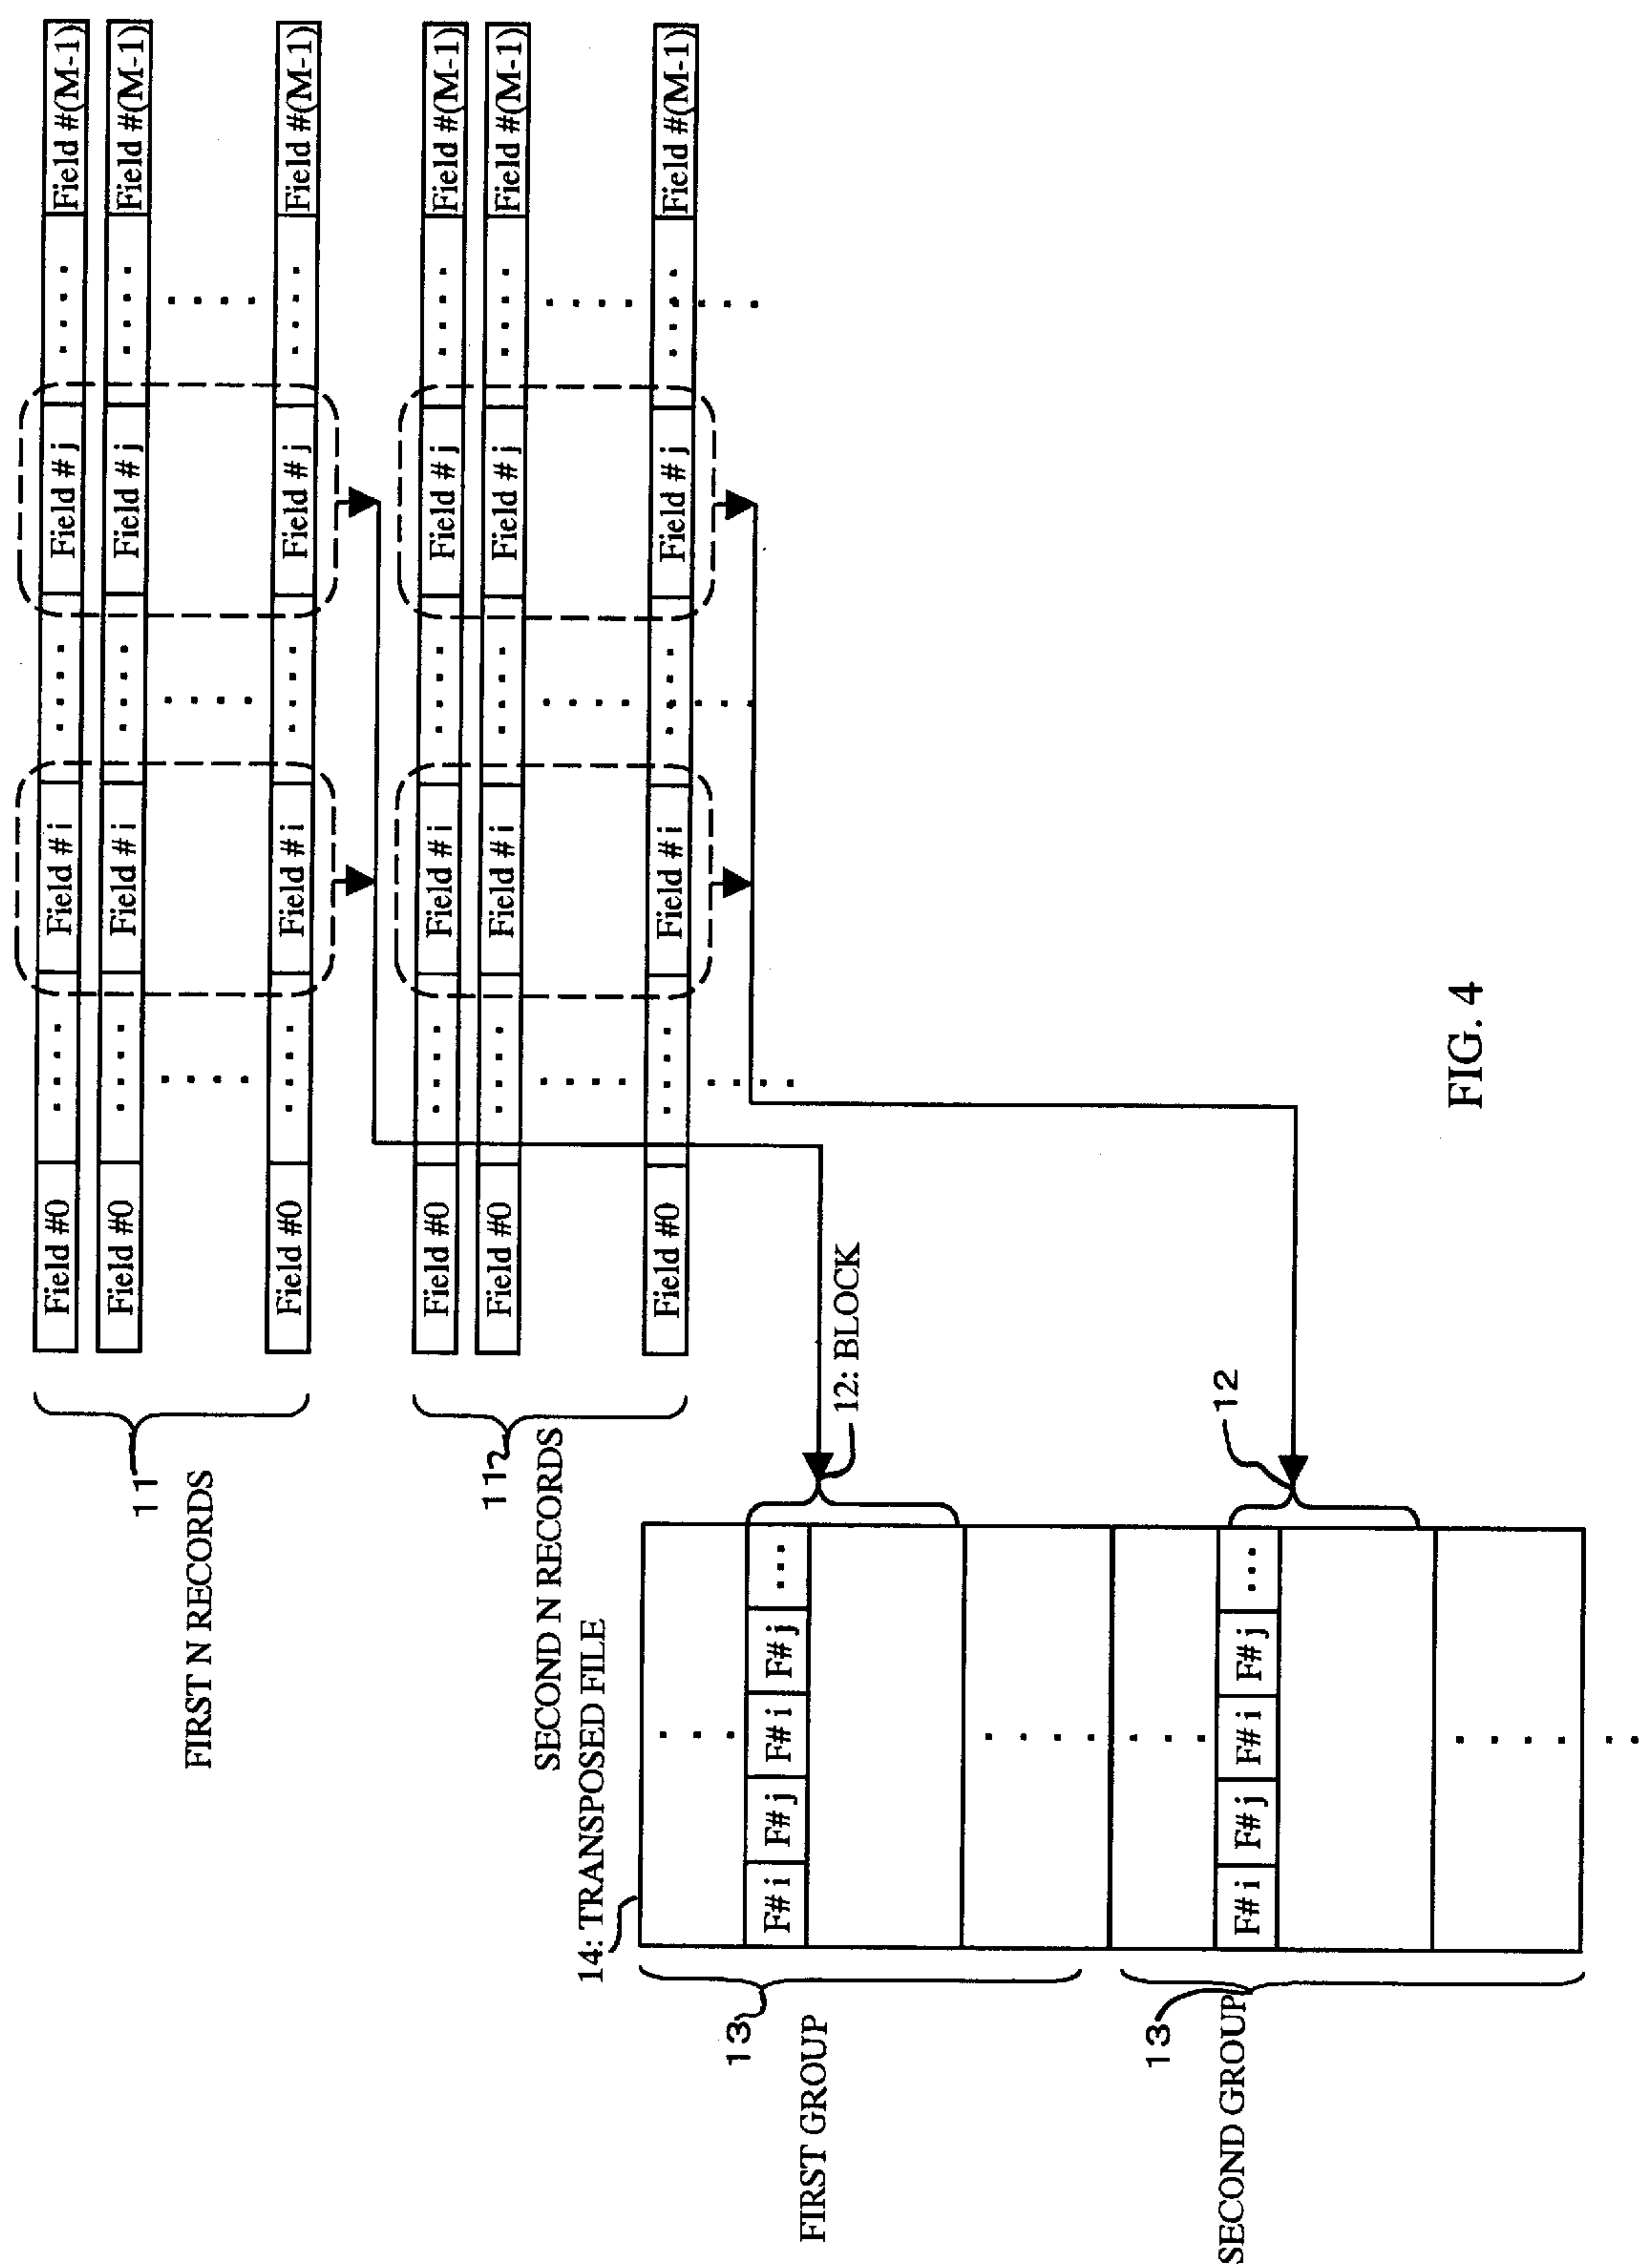 Field #0 .... Field # i .... Field # j .... Field #(M-1)
Field #0 .... Field # i .... Field # j .... Field #(M-1)
Field #0 .... Field # i .... Field # j .... Field #(M-1)
11
FIRST N RECORDS
Field #0 .... Field # i .... Field # j .... Field #(M-1)
Field #0 .... Field # i .... Field # j .... Field #(M-1)
Field #0 .... Field # i .... Field # j .... Field #(M-1)
11
SECOND N RECORDS
14: TRANSPOSED FILE
F# i F# j F# i F# j ...
12: BLOCK
13
FIRST GROUP
F# i F# j F# i F# j ...
12
13
SECOND GROUP
FIG. 4